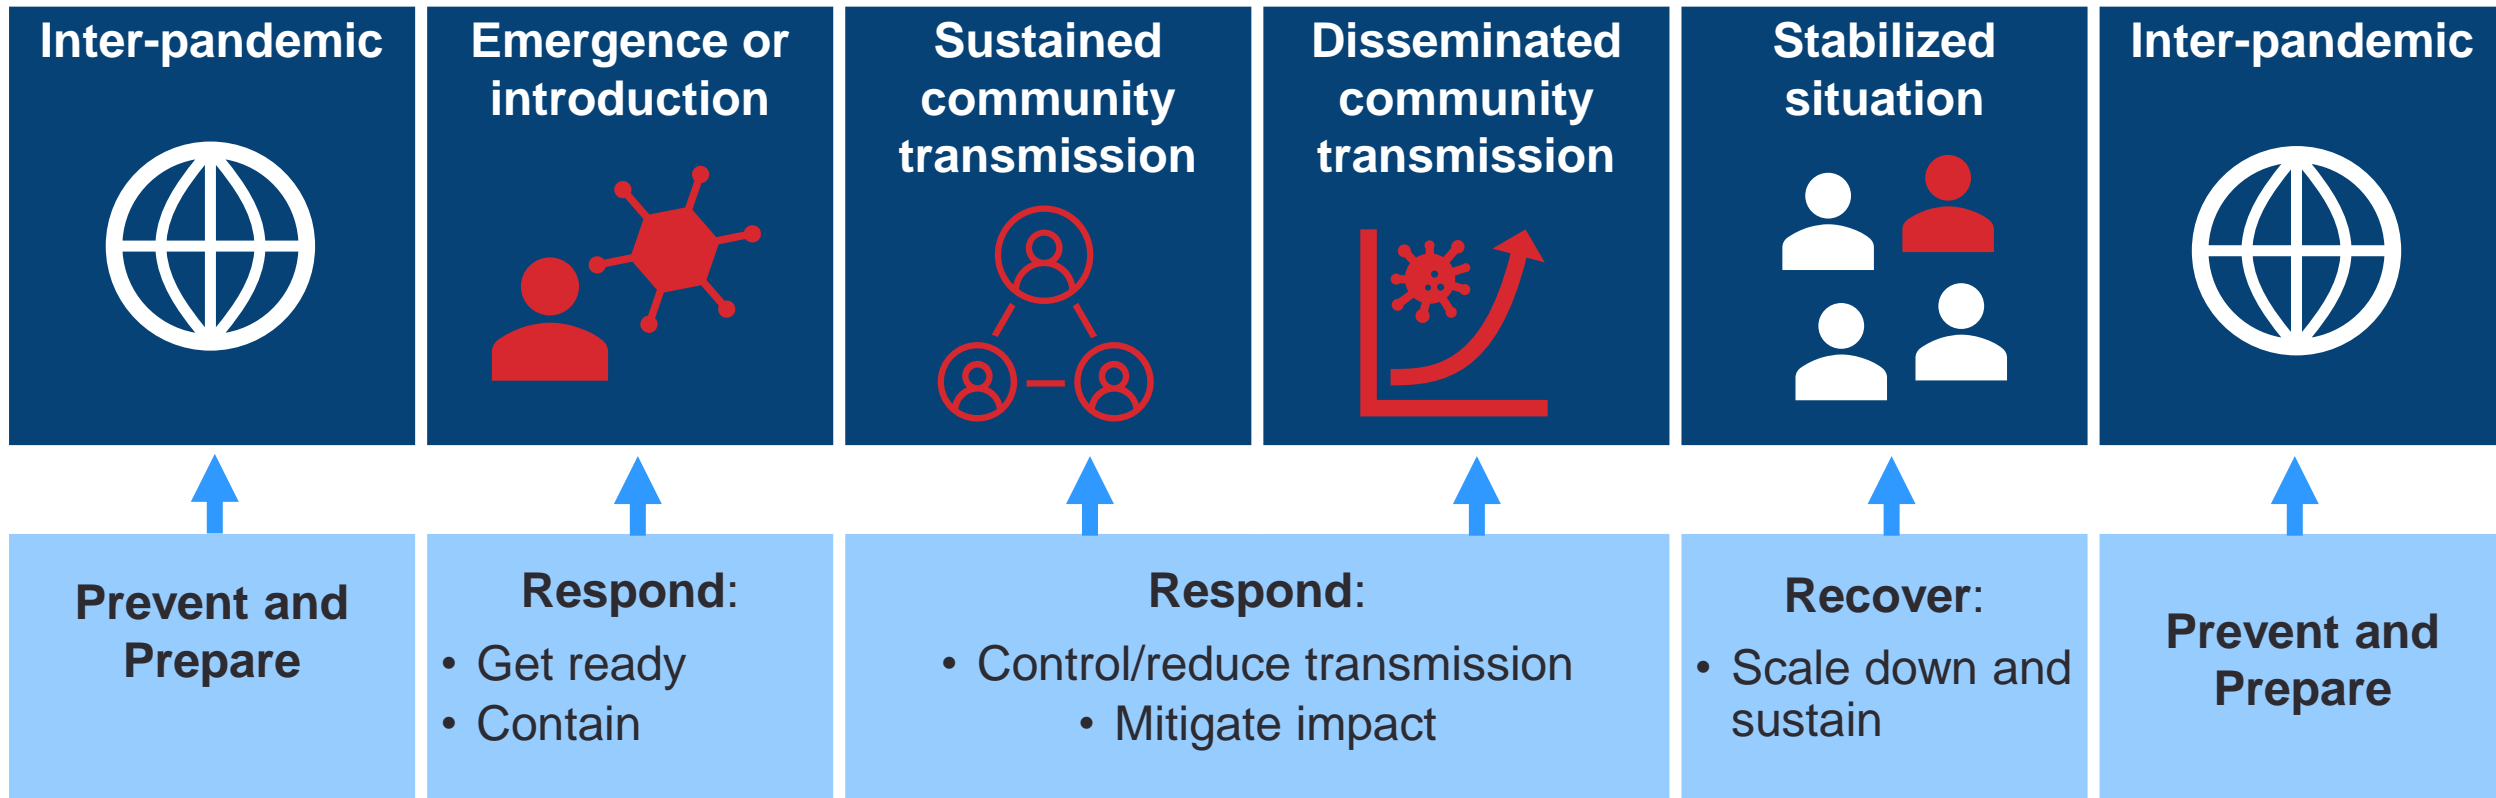 Inter-pandemic
Emergence or
introduction
Sustained
community
transmission
Disseminated
community
transmission
Stabilized
situation
Inter-pandemic
Prevent and
Prepare
Respond:
• Get ready
• Contain
Respond:
• Control/reduce transmission
• Mitigate impact
Recover:
• Scale down and
sustain
Prevent and
Prepare